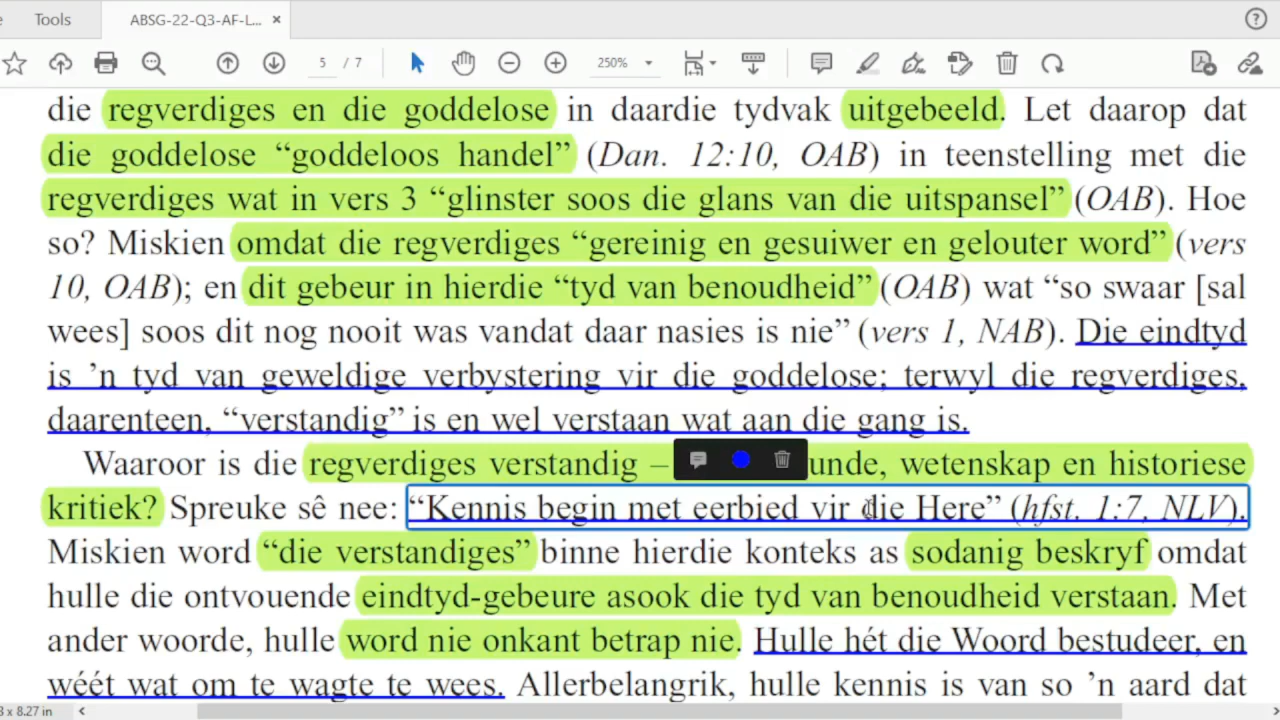 Tools
ABSG-22-Q3-AF-L... ×
5 / 7
250%
die regverdiges en die goddelose in daardie tydvak uitgebeeld. Let daarop dat
die goddelose “goddeloos handel” (Dan. 12:10, OAB) in teenstelling met die
regverdiges wat in vers 3 “glinster soos die glans van die uitspansel” (OAB). Hoe
so? Miskien omdat die regverdiges “gereinig en gesuiwer en gelouter word” (vers
10, OAB); en dit gebeur in hierdie “tyd van benoudheid” (OAB) wat “so swaar [sal
wees] soos dit nog nooit was vandat daar nasies is nie” (vers 1, NAB). Die eindtyd
is ’n tyd van geweldige verbystering vir die goddelose; terwyl die regverdiges,
daarenteen, “verstandig” is en wel verstaan wat aan die gang is.
Waaroor is die regverdiges verstandig – unde, wetenskap en historiese
kritiek? Spreuke sê nee: “Kennis begin met eerbied vir die Here” (hfst. 1:7, NLV).
Miskien word “die verstandiges” binne hierdie konteks as sodanig beskryf omdat
hulle die ontvouende eindtyd-gebeure asook die tyd van benoudheid verstaan. Met
ander woorde, hulle word nie onkant betrap nie. Hulle hét die Woord bestudeer, en
wéét wat om te wagte te wees. Allerbelangrik, hulle kennis is van so ’n aard dat
x 8.27 in